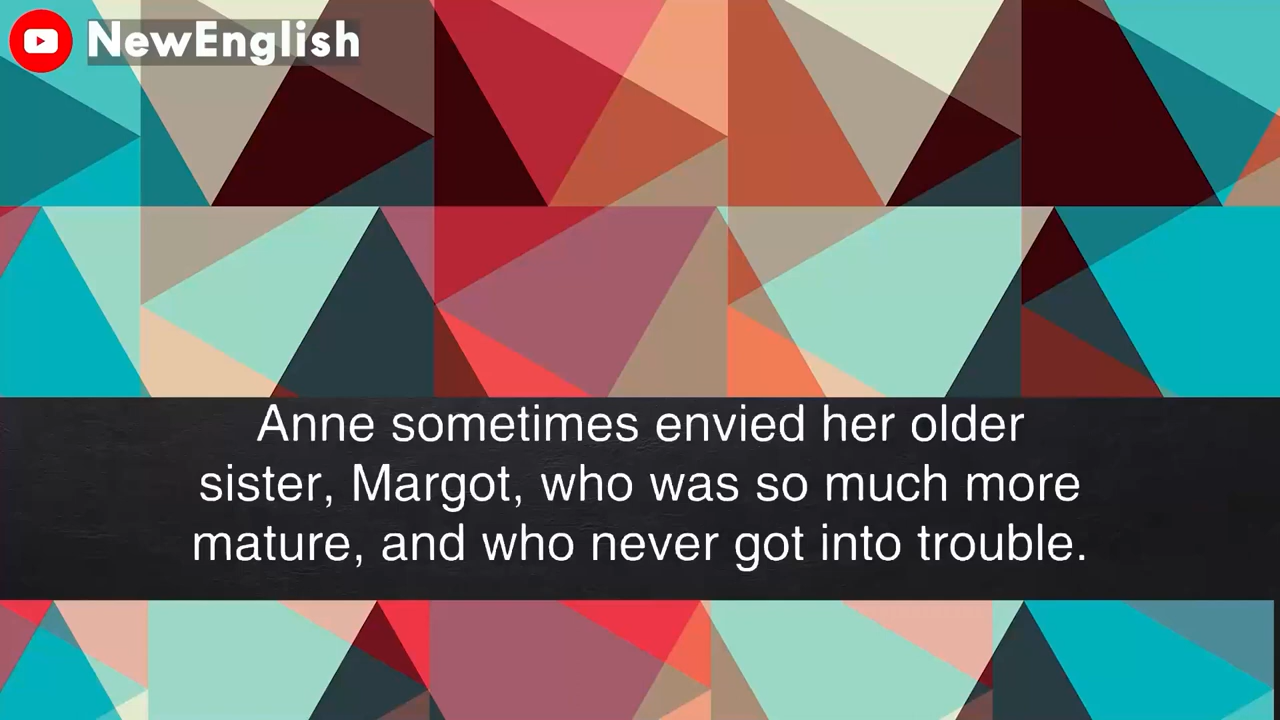 NewEnglish
Anne sometimes envied her older
sister, Margot, who was so much more
mature, and who never got into trouble.